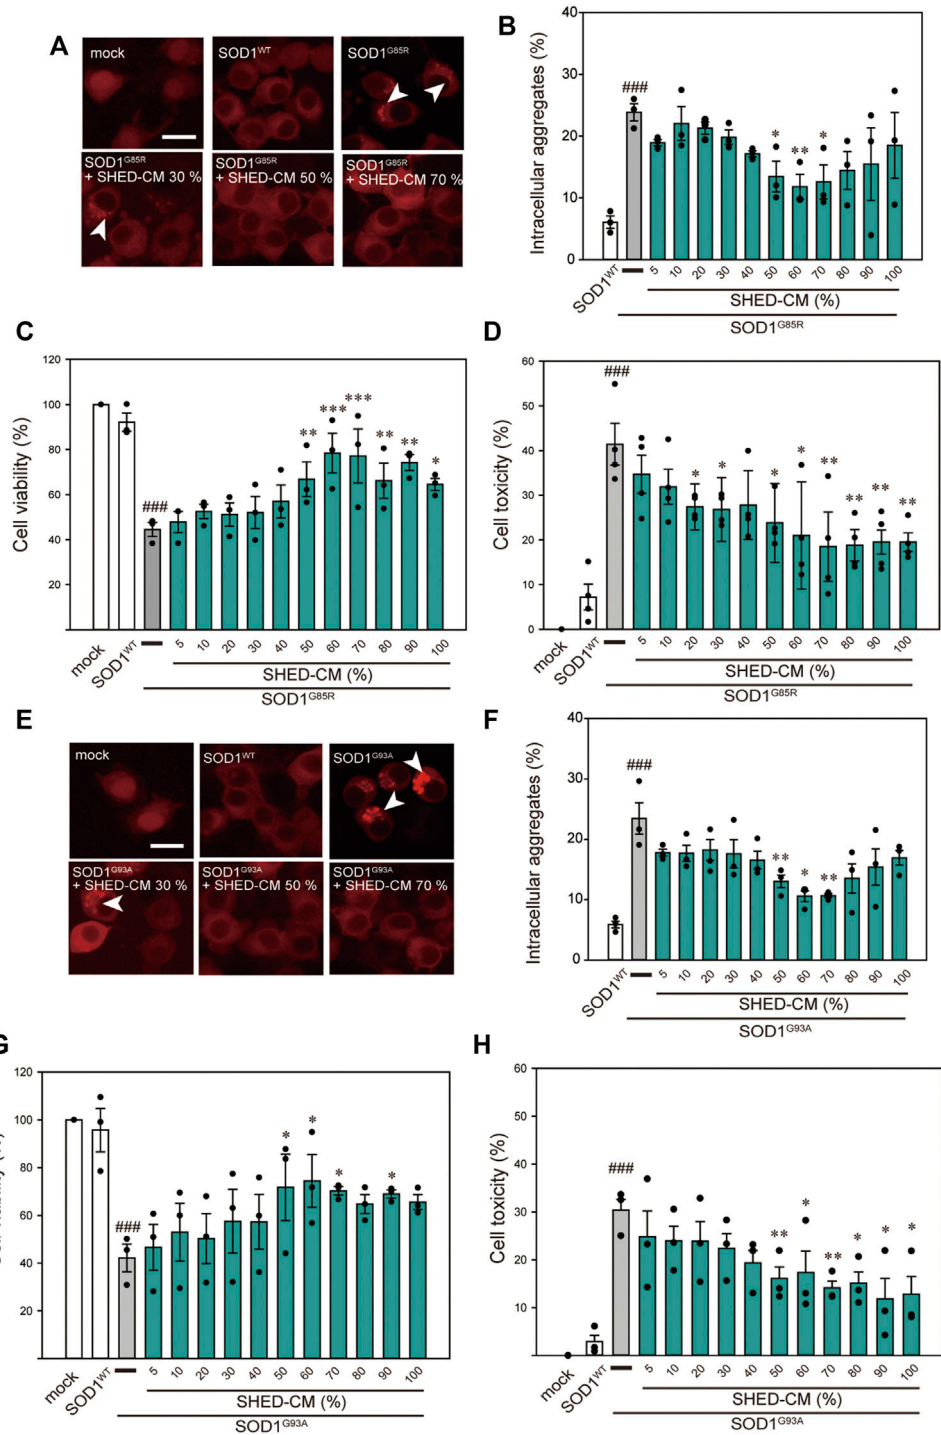 A
mock
SOD1WT
SOD1G85R
SOD1G85R
+ SHED-CM 30 %
SOD1G85R
+ SHED-CM 50 %
SOD1G85R
+ SHED-CM 70 %
B
Intracellular aggregates (%)
40
30
20
10
0
###
*
**
*
SOD1WT
5
10
20
30
40
50
60
70
80
90
100
SHED-CM (%)
SOD1G85R
C
Cell viability (%)
120
100
80
60
40
20
###
**
***
***
**
**
*
mock
SOD1WT
5
10
20
30
40
50
60
70
80
90
100
SHED-CM (%)
SOD1G85R
D
Cell toxicity (%)
60
50
40
30
20
10
0
###
*
*
*
*
**
**
**
**
mock
SOD1WT
5
10
20
30
40
50
60
70
80
90
100
SHED-CM (%)
SOD1G85R
E
mock
SOD1WT
SOD1G93A
SOD1G93A
+ SHED-CM 30 %
SOD1G93A
+ SHED-CM 50 %
SOD1G93A
+ SHED-CM 70 %
F
Intracellular aggregates (%)
40
30
20
10
0
###
**
*
**
SOD1WT
5
10
20
30
40
50
60
70
80
90
100
SHED-CM (%)
SOD1G93A
120
100
80
60
40
20
###
*
*
*
*
mock
SOD1WT
5
10
20
30
40
50
60
70
80
90
100
SHED-CM (%)
SOD1G93A
H
Cell toxicity (%)
60
40
30
20
10
###
**
*
**
*
*
*
mock
SOD1WT
5
10
20
30
40
50
60
70
80
90
100
SHED-CM (%)
SOD1G93A